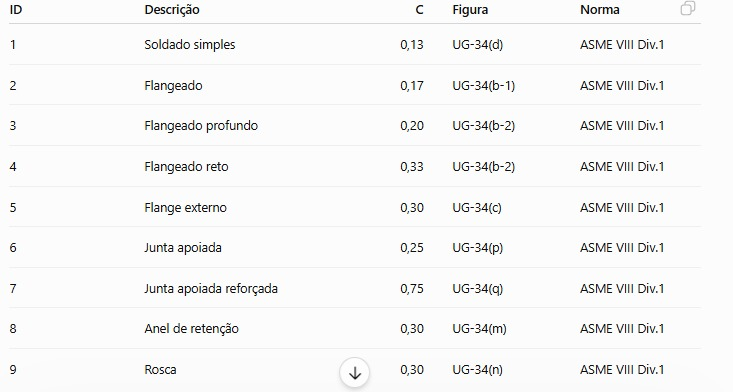 ID Descrição C Figura Norma
1 Soldado simples 0,13 UG-34(d) ASME VIII Div.1
2 Flangeado 0,17 UG-34(b-1) ASME VIII Div.1
3 Flangeado profundo 0,20 UG-34(b-2) ASME VIII Div.1
4 Flangeado reto 0,33 UG-34(b-2) ASME VIII Div.1
5 Flange externo 0,30 UG-34(c) ASME VIII Div.1
6 Junta apoiada 0,25 UG-34(p) ASME VIII Div.1
7 Junta apoiada reforçada 0,75 UG-34(q) ASME VIII Div.1
8 Anel de retenção 0,30 UG-34(m) ASME VIII Div.1
9 Rosca 0,30 UG-34(n) ASME VIII Div.1